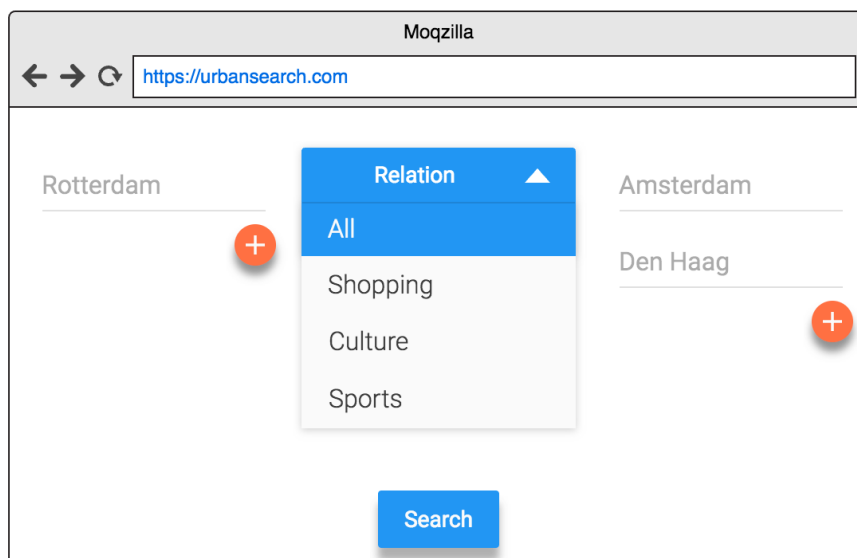 Moqzilla
https://urbansearch.com
Rotterdam
Relation
All
Shopping
Culture
Sports
Amsterdam
Den Haag
Search